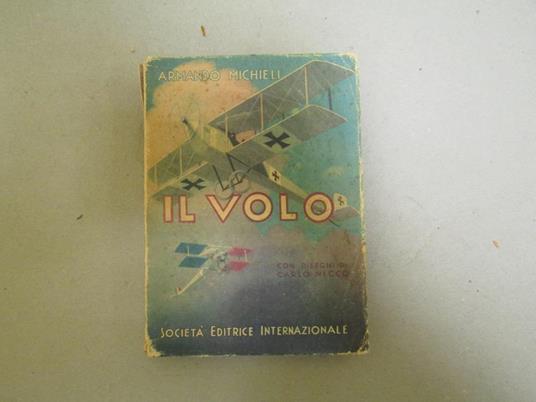 ARMANDO MICHIELI
IL VOLO
CON DISEGNI DI
CARLO NICCO
SOCIETÀ EDITRICE INTERNAZIONALE